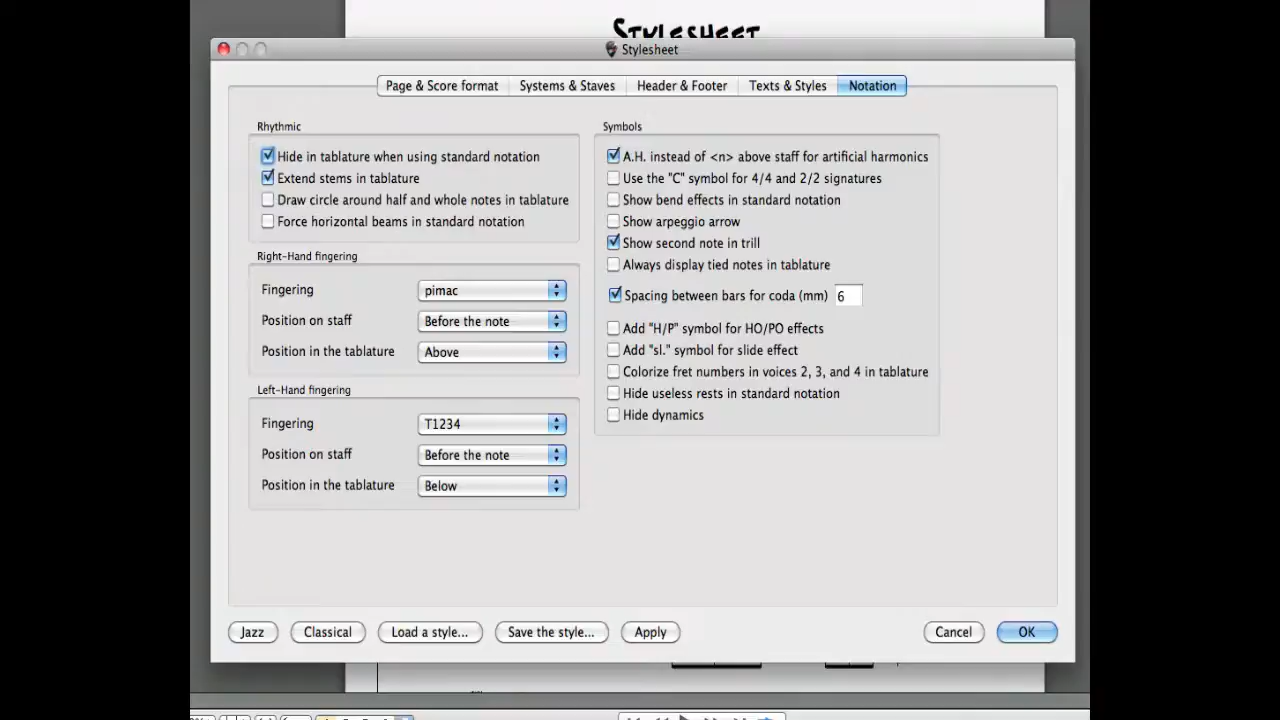 STYLESHEET
Stylesheet
Page & Score format Systems & Staves Header & Footer Texts & Styles Notation
Rhythmic
Hide in tablature when using standard notation
Extend stems in tablature
Draw circle around half and whole notes in tablature
Force horizontal beams in standard notation
Right-Hand fingering
Fingering pimac
Position on staff Before the note
Position in the tablature Above
Left-Hand fingering
Fingering T1234
Position on staff Before the note
Position in the tablature Below
Symbols
A.H. instead of <n> above staff for artificial harmonics
Use the "C" symbol for 4/4 and 2/2 signatures
Show bend effects in standard notation
Show arpeggio arrow
Show second note in trill
Always display tied notes in tablature
Spacing between bars for coda (mm) 6
Add "H/P" symbol for HO/PO effects
Add "sl." symbol for slide effect
Colorize fret numbers in voices 2, 3, and 4 in tablature
Hide useless rests in standard notation
Hide dynamics
Jazz Classical Load a style... Save the style... Apply Cancel OK